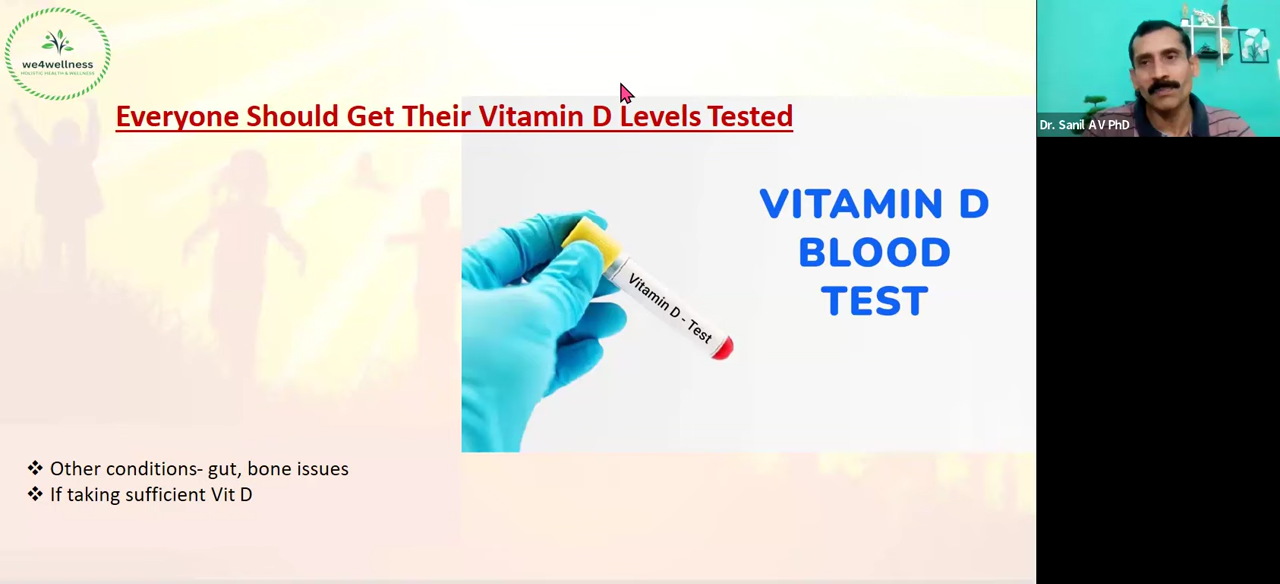 we4wellness
HOLISTIC HEALTH & WELLNESS
Everyone Should Get Their Vitamin D Levels Tested
Dr. Sanil A V PhD
VITAMIN D
BLOOD
TEST
Vitamin D - Test
❖ Other conditions- gut, bone issues
❖ If taking sufficient Vit D